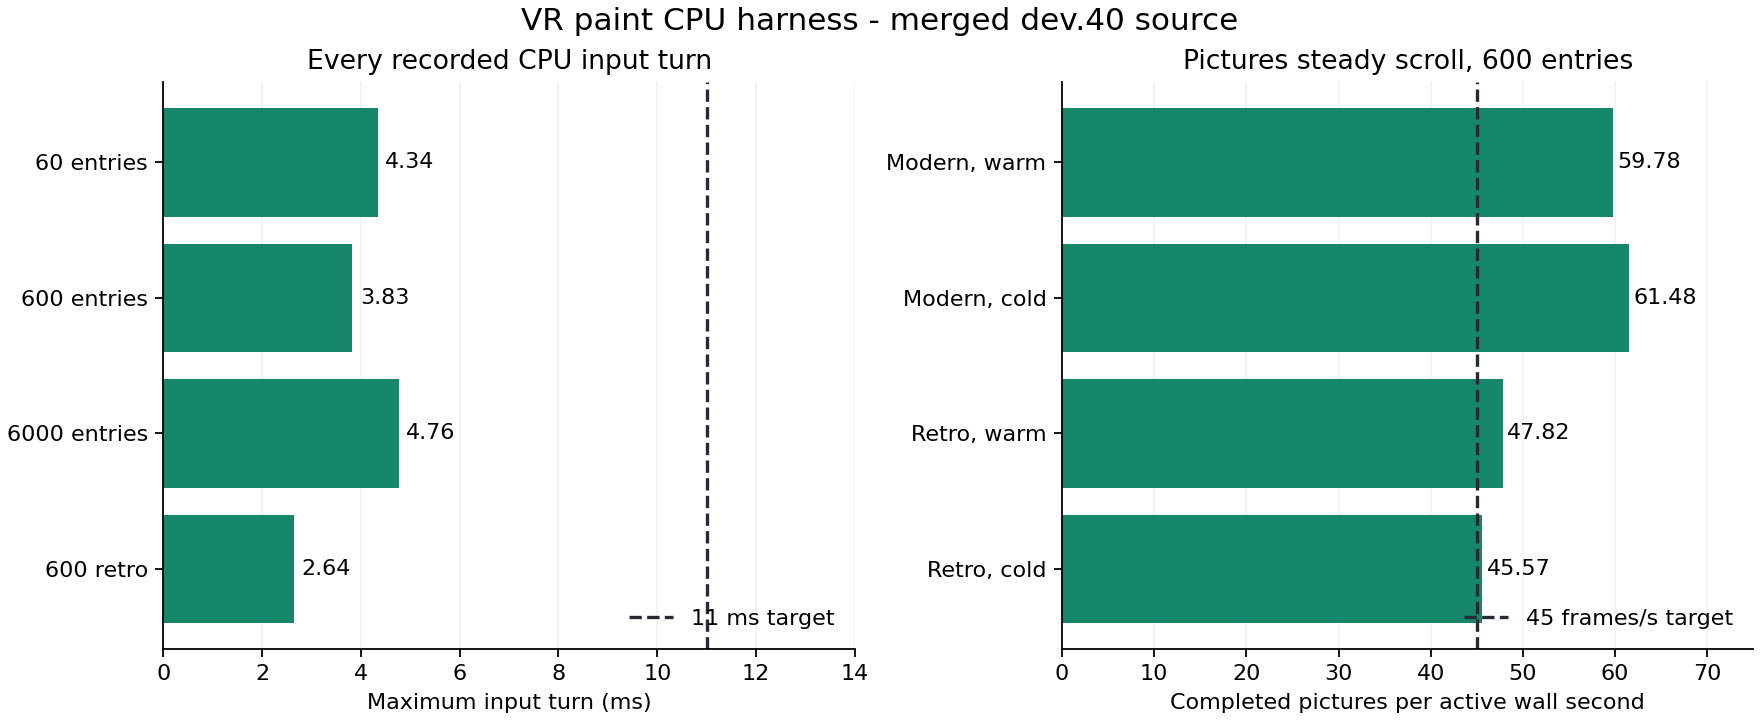 VR paint CPU harness - merged dev.40 source
Every recorded CPU input turn
60 entries
4.34
600 entries
3.83
6000 entries
4.76
600 retro
2.64
11 ms target
0 2 4 6 8 10 12 14
Maximum input turn (ms)
Pictures steady scroll, 600 entries
Modern, warm
59.78
Modern, cold
61.48
Retro, warm
47.82
Retro, cold
45.57
45 frames/s target
0 10 20 30 40 50 60 70
Completed pictures per active wall second